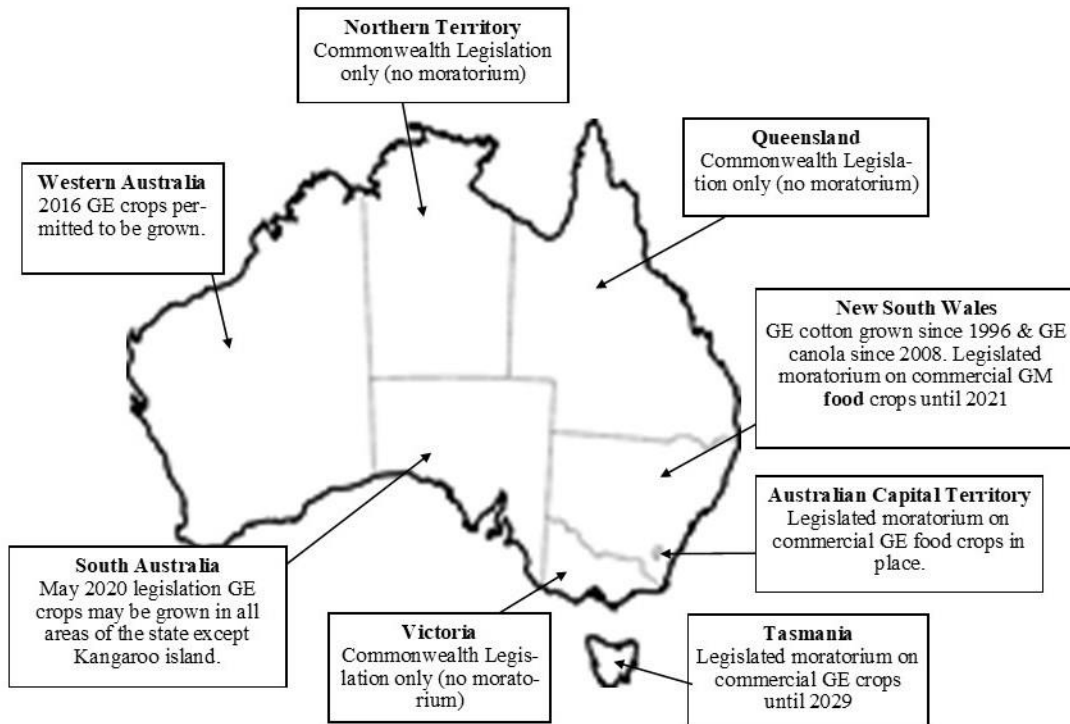 Northern Territory
Commonwealth Legislation
only (no moratorium)
Queensland
Commonwealth Legisla-
tion only (no moratorium)
Western Australia
2016 GE crops per-
mitted to be grown.
New South Wales
GE cotton grown since 1996 & GE
canola since 2008. Legislated
moratorium on commercial GM
food crops until 2021
Australian Capital Territory
Legislated moratorium on
commercial GE food crops in
place.
South Australia
May 2020 legislation GE
crops may be grown in all
areas of the state except
Kangaroo island.
Victoria
Commonwealth Legis-
lation only (no morato-
rium)
Tasmania
Legislated moratorium on
commercial GE crops
until 2029